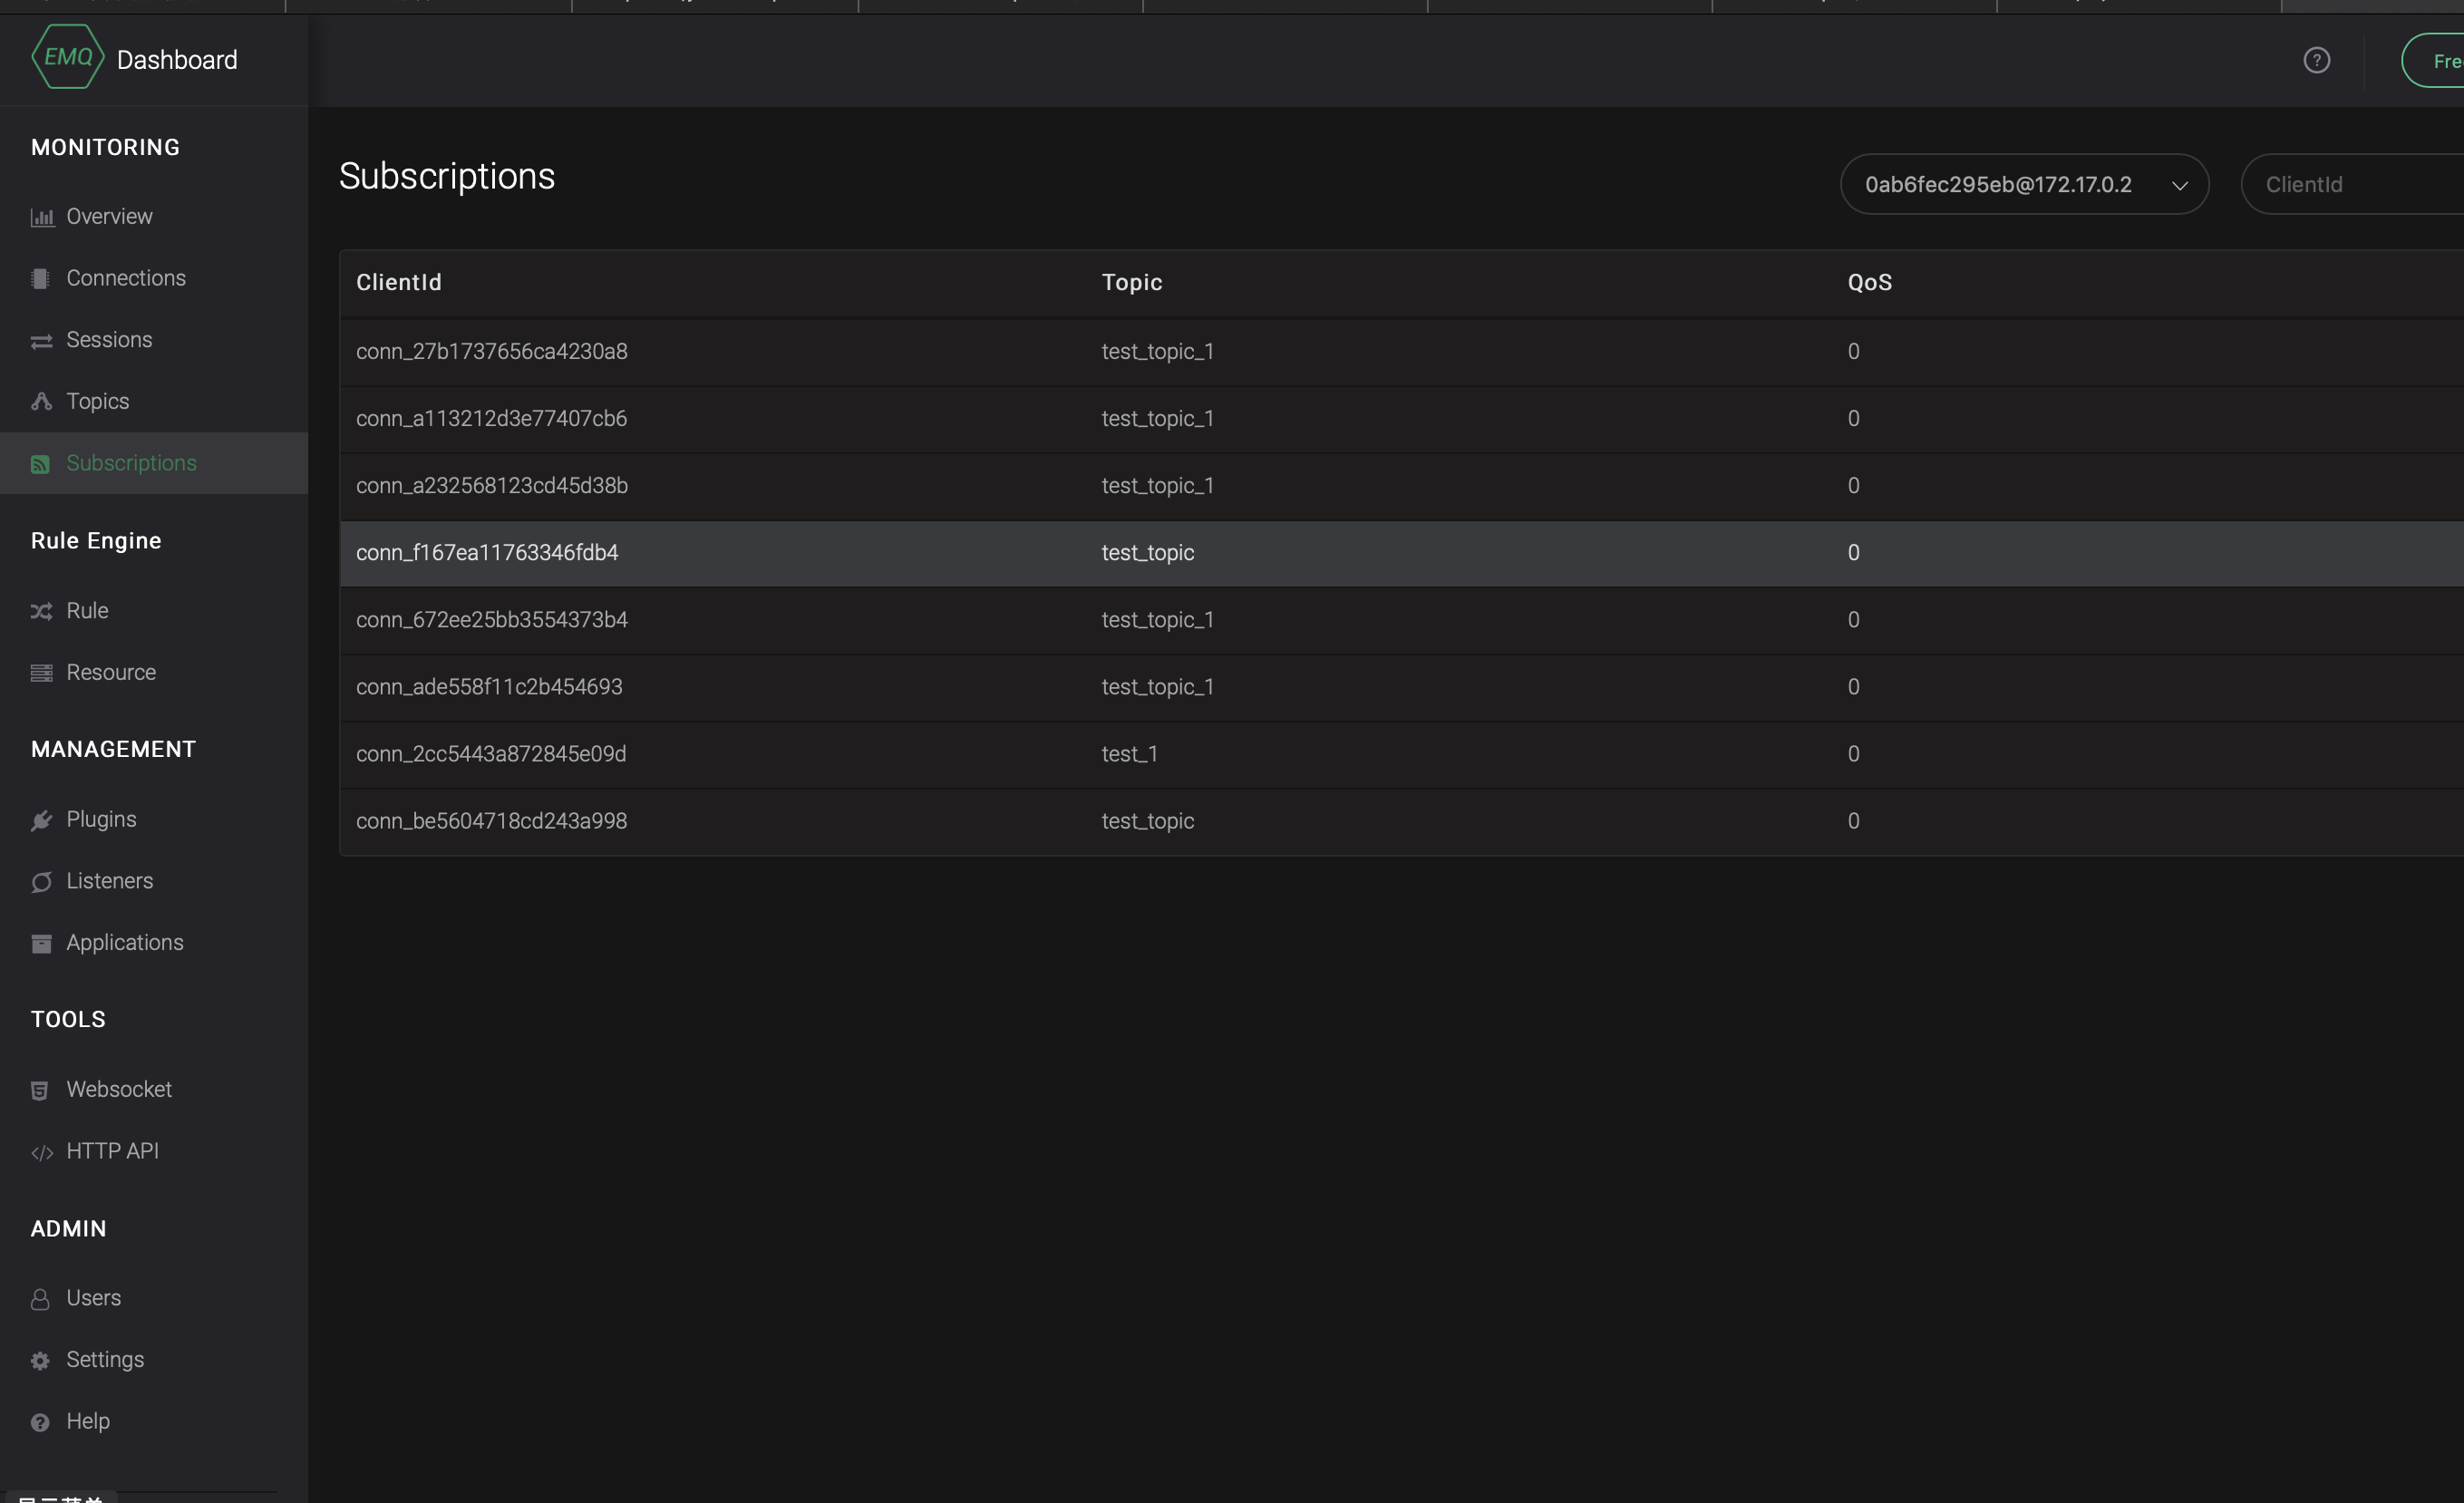 EMQ Dashboard
Fre
MONITORING
Overview
Connections
Sessions
Topics
Subscriptions
Rule Engine
Rule
Resource
MANAGEMENT
Plugins
Listeners
Applications
TOOLS
Websocket
HTTP API
ADMIN
Users
Settings
Help
Subscriptions
0ab6fec295eb@172.17.0.2 ClientId
ClientId Topic QoS
conn_27b1737656ca4230a8 test_topic_1 0
conn_a113212d3e77407cb6 test_topic_1 0
conn_a232568123cd45d38b test_topic_1 0
conn_f167ea11763346fdb4 test_topic 0
conn_672ee25bb3554373b4 test_topic_1 0
conn_ade558f11c2b454693 test_topic_1 0
conn_2cc5443a872845e09d test_1 0
conn_be5604718cd243a998 test_topic 0